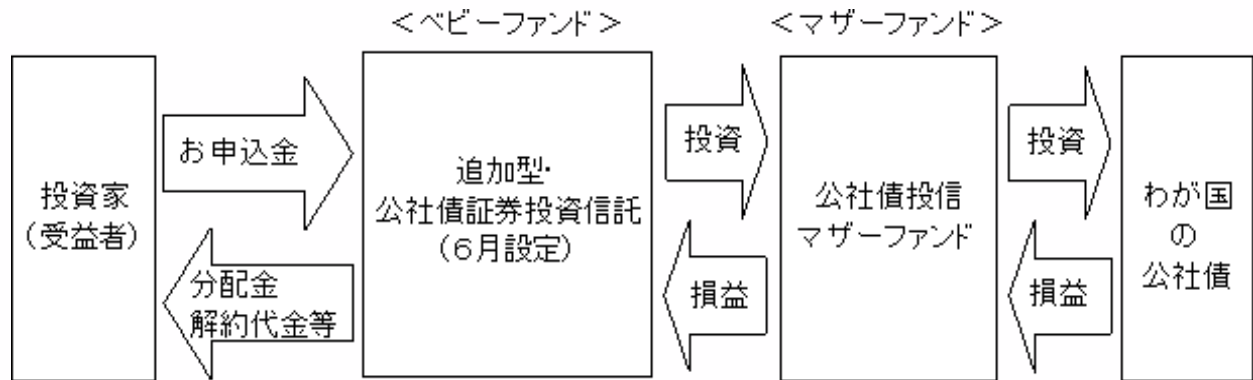 <ベビーファンド>
<マザーファンド>
投資家
(受益者)
お申込金
分配金
解約代金等
追加型・
公社債証券投資信託
(6月設定)
投資
損益
公社債投信
マザーファンド
投資
損益
わが国
の
公社債